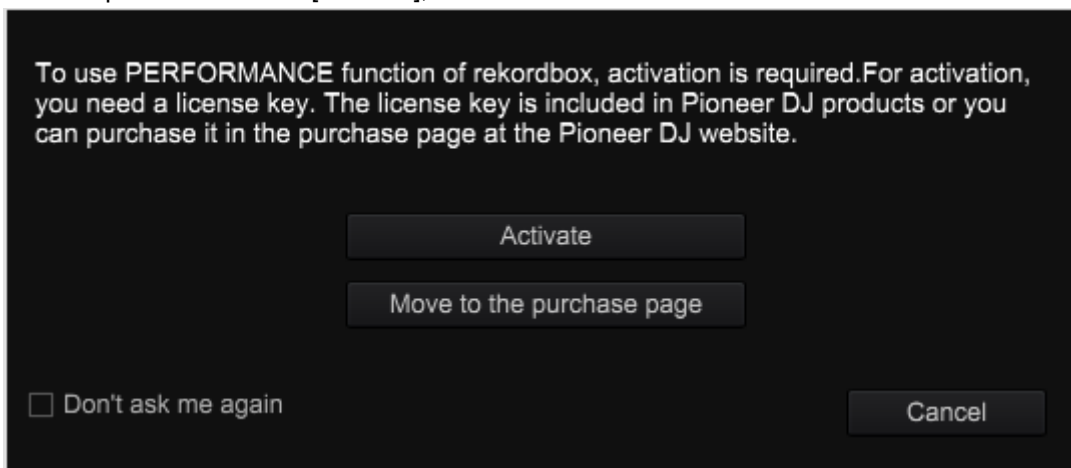 To use PERFORMANCE function of rekordbox, activation is required.For activation,
you need a license key. The license key is included in Pioneer DJ products or you
can purchase it in the purchase page at the Pioneer DJ website.
Activate
Move to the purchase page
Don't ask me again
Cancel